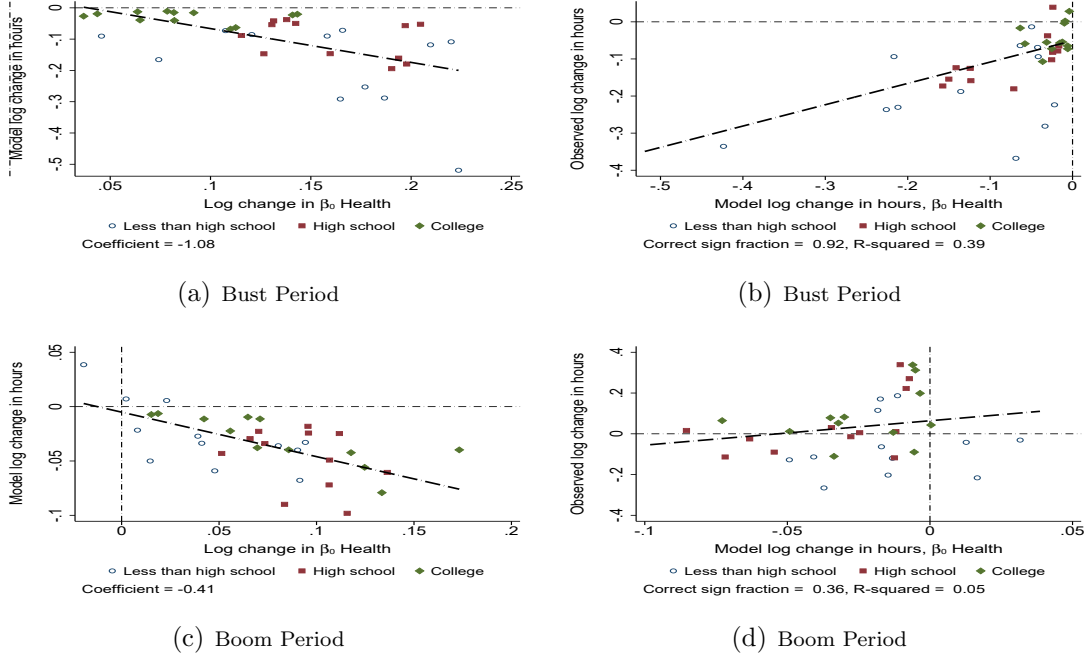 Model log change in hours
0
-.1
-.2
-.3
-.4
-.5
.05
.1
.15
.2
.25
Log change in β₀ Health
Less than high school
High school
College
Coefficient = -1.08
(a) Bust Period
Observed log change in hours
0
-.1
-.2
-.3
-.4
-.5
-.4
-.3
-.2
-.1
0
Model log change in hours, β₀ Health
Less than high school
High school
College
Correct sign fraction = 0.92, R-squared = 0.39
(b) Bust Period
Model log change in hours
.05
0
-.05
-.1
0
.05
.1
.15
.2
Log change in β₀ Health
Less than high school
High school
College
Coefficient = -0.41
(c) Boom Period
Observed log change in hours
.4
.2
0
-.2
-.4
-.1
-.05
0
.05
Model log change in hours, β₀ Health
Less than high school
High school
College
Correct sign fraction = 0.36, R-squared = 0.05
(d) Boom Period